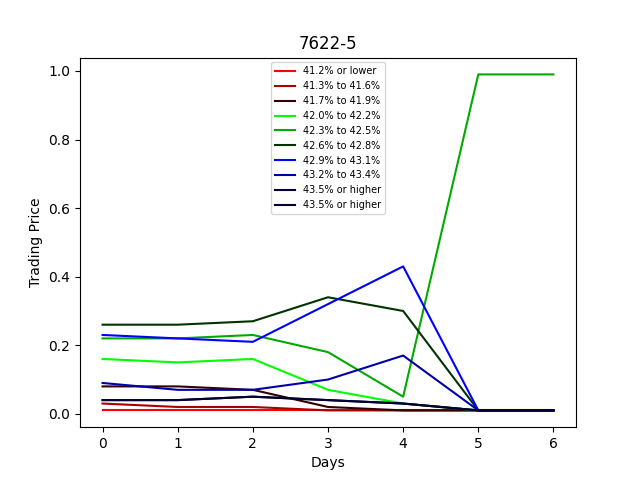 7622-5
41.2% or lower
41.3% to 41.6%
41.7% to 41.9%
42.0% to 42.2%
42.3% to 42.5%
42.6% to 42.8%
42.9% to 43.1%
43.2% to 43.4%
43.5% or higher
43.5% or higher
Trading Price
1.0
0.8
0.6
0.4
0.2
0.0
0 1 2 3 4 5 6
Days